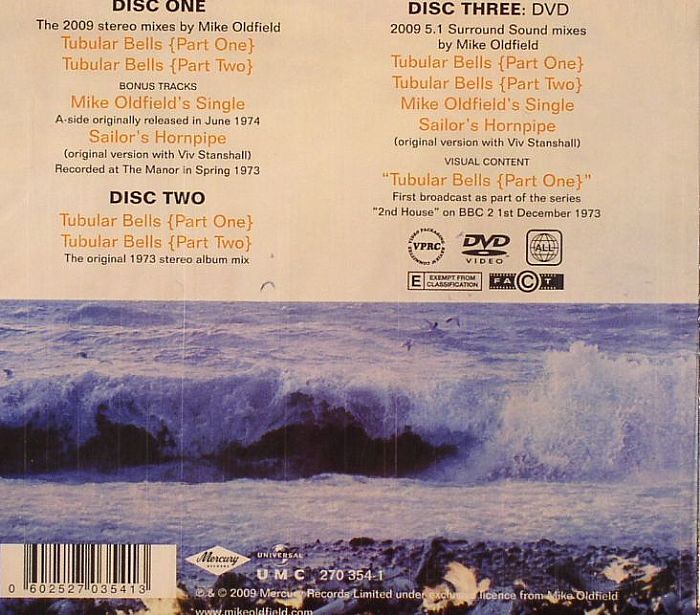 DISC ONE
The 2009 stereo mixes by Mike Oldfield
Tubular Bells {Part One}
Tubular Bells {Part Two}
BONUS TRACKS
Mike Oldfield's Single
A-side originally released in June 1974
Sailor's Hornpipe
(original version with Viv Stanshall)
Recorded at The Manor in Spring 1973
DISC TWO
Tubular Bells {Part One}
Tubular Bells {Part Two}
The original 1973 stereo album mix
DISC THREE: DVD
2009 5.1 Surround Sound mixes
by Mike Oldfield
Tubular Bells {Part One}
Tubular Bells {Part Two}
Mike Oldfield's Single
Sailor's Hornpipe
(original version with Viv Stanshall)
VISUAL CONTENT
"Tubular Bells {Part One}"
First broadcast as part of the series
"2nd House" on BBC 2 1st December 1973
VIDEO PACKAGING REVIEW COMMITTEE
VPRC
DVD
VIDEO
ALL
E EXEMPT FROM
CLASSIFICATION
FACT
0 602527 035413
Mercury
RECORDS
UNIVERSAL
UMC 270 354-1
℗ & © 2009 Mercury Records Limited under exclusive licence from Mike Oldfield
www.mikeoldfield.com